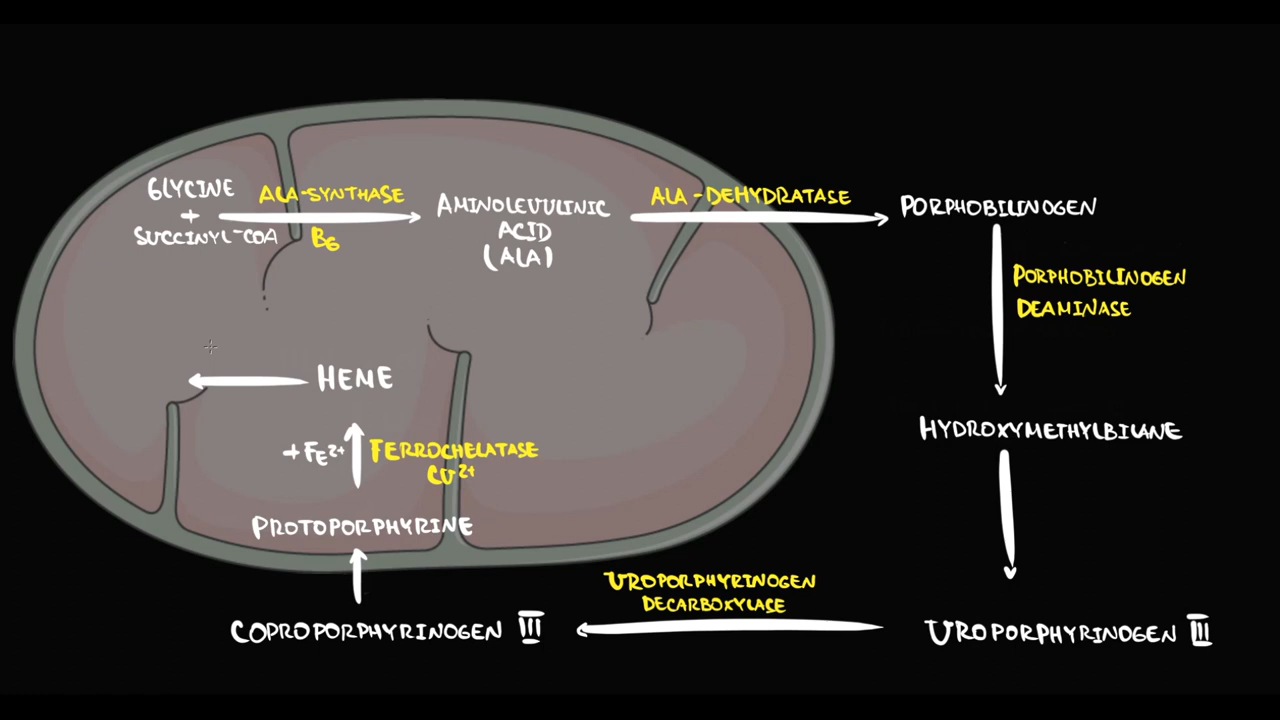 GLYCINE
+
SUCCINYL-COA
ALA-SYNTHASE
B6
AMINOLEVULINIC
ACID
(ALA)
ALA-DEHYDRATASE
PORPHOBILINOGEN
PORPHOBILINOGEN
DEAMINASE
HYDROXYMETHYLBILANE
UROPORPHYRINOGEN III
UROPORPHYRINOGEN
DECARBOXYLASE
COPROPORPHYRINOGEN III
PROTOPORPHYRINE
+ FE²⁺
FERROCHELATASE
CU²⁺
HENE